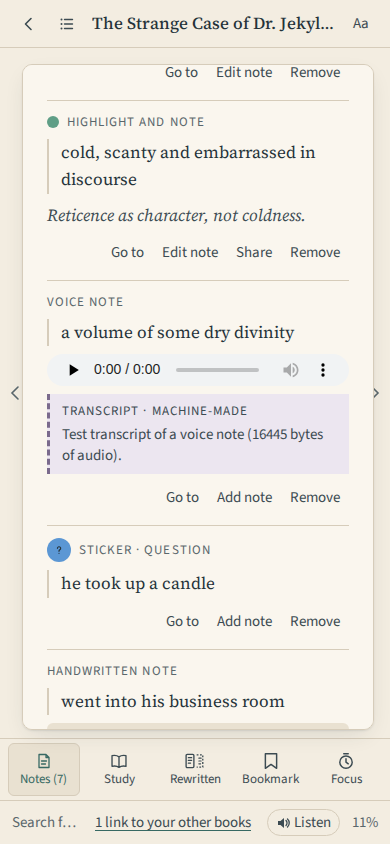 The Strange Case of Dr. Jekyl...
Aa
Go to Edit note Remove
HIGHLIGHT AND NOTE
cold, scanty and embarrassed in
discourse
Reticence as character, not coldness.
Go to Edit note Share Remove
VOICE NOTE
a volume of some dry divinity
0:00 / 0:00
TRANSCRIPT · MACHINE-MADE
Test transcript of a voice note (16445 bytes
of audio).
Go to Add note Remove
?
STICKER · QUESTION
he took up a candle
Go to Add note Remove
HANDWRITTEN NOTE
went into his business room
Notes (7) Study Rewritten Bookmark Focus
Search f... 1 link to your other books Listen 11%